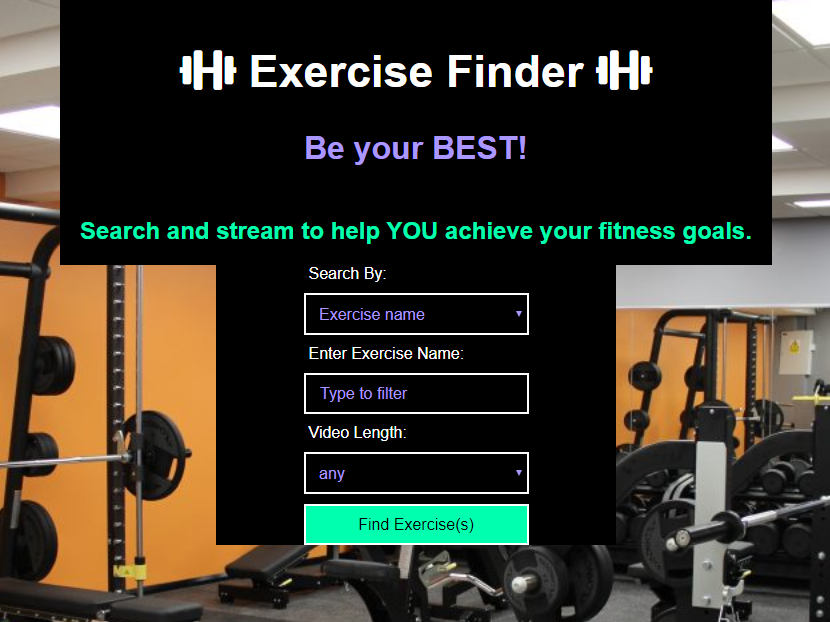 Exercise Finder
Be your BEST!
Search and stream to help YOU achieve your fitness goals.
Search By:
Exercise name
Enter Exercise Name:
Type to filter
Video Length:
any
Find Exercise(s)